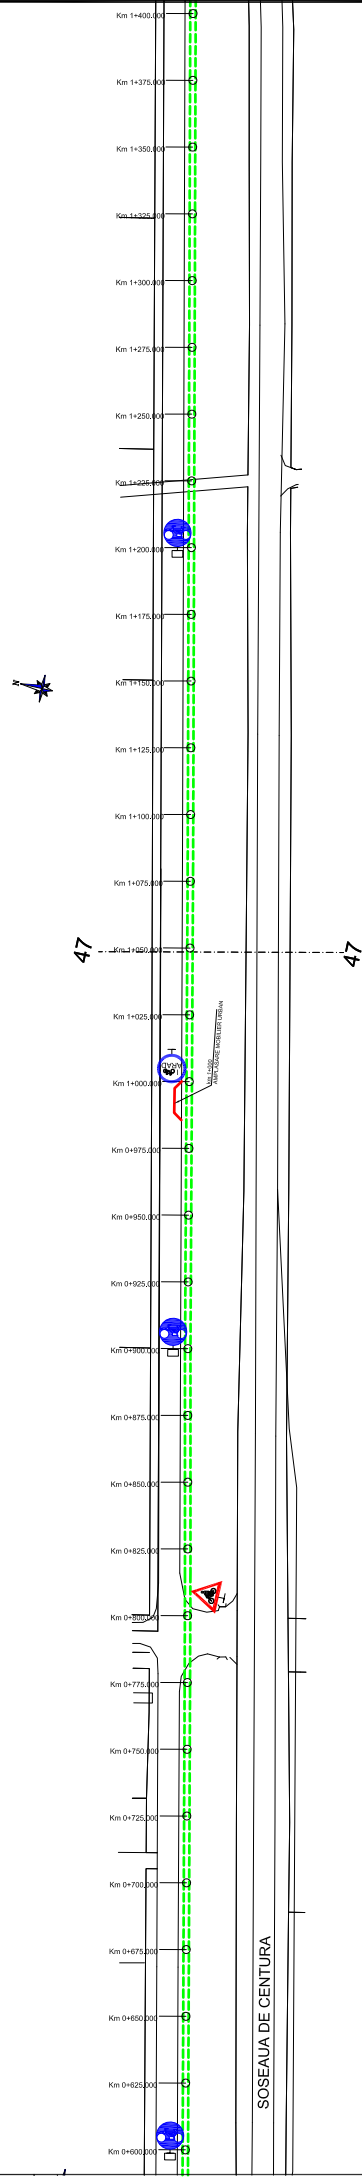 Km 1+400.000
Km 1+375.000
Km 1+350.000
Km 1+325.000
Km 1+300.000
Km 1+275.000
Km 1+250.000
Km 1+225.000
Km 1+200.000
Km 1+175.000
N
Km 1+150.000
Km 1+125.000
Km 1+100.000
Km 1+075.000
47
47
Km 1+050.000
Km 1+025.000
km 1+000
AMPLASARE MOBILIER URBAN
ARAD
Km 1+000.000
Km 0+975.000
Km 0+950.000
Km 0+925.000
Km 0+900.000
Km 0+875.000
Km 0+850.000
Km 0+825.000
Km 0+800.000
Km 0+775.000
Km 0+750.000
Km 0+725.000
Km 0+700.000
Km 0+675.000
Km 0+650.000
SOSEAUA DE CENTURA
Km 0+625.000
Km 0+600.000